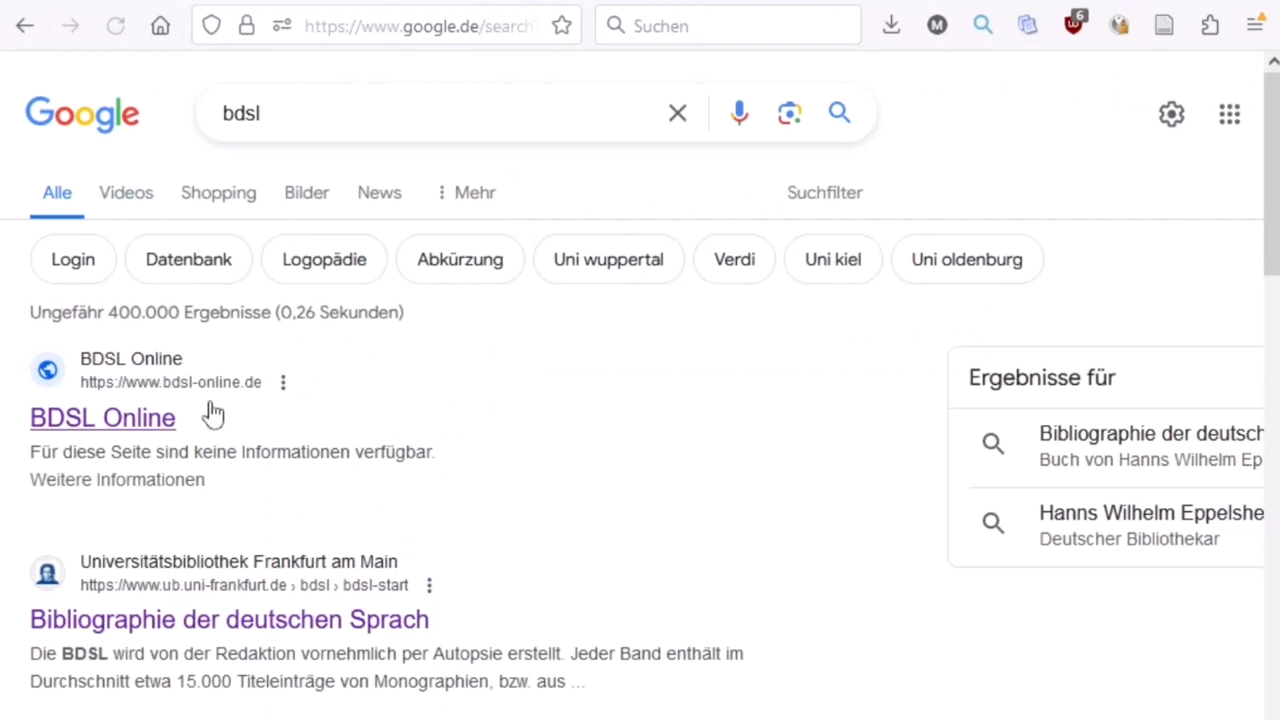 https://www.google.de/search
Suchen
6
Google
bdsl
Alle Videos Shopping Bilder News Mehr Suchfilter
Login Datenbank Logopädie Abkürzung Uni wuppertal Verdi Uni kiel Uni oldenburg
Ungefähr 400.000 Ergebnisse (0,26 Sekunden)
BDSL Online
https://www.bdsl-online.de
BDSL Online
Für diese Seite sind keine Informationen verfügbar.
Weitere Informationen
Universitätsbibliothek Frankfurt am Main
https://www.ub.uni-frankfurt.de › bdsl › bdsl-start
Bibliographie der deutschen Sprach
Die BDSL wird von der Redaktion vornehmlich per Autopsie erstellt. Jeder Band enthält im
Durchschnitt etwa 15.000 Titeleinträge von Monographien, bzw. aus ...
Ergebnisse für
Bibliographie der deutsch
Buch von Hanns Wilhelm Ep
Hanns Wilhelm Eppelshe
Deutscher Bibliothekar
M